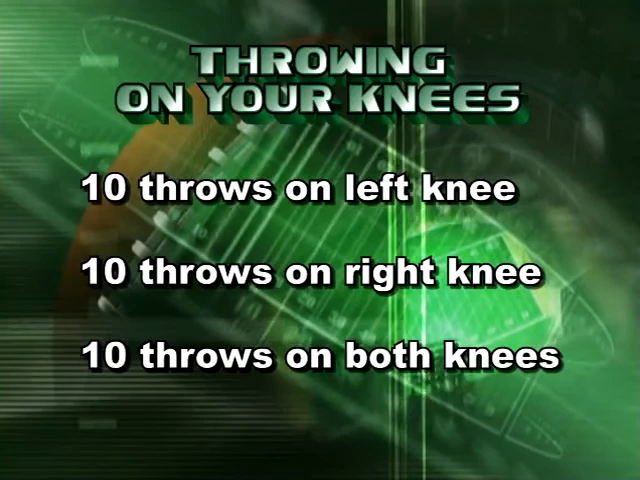 THROWING
ON YOUR KNEES
10 throws on left knee
10 throws on right knee
10 throws on both knees